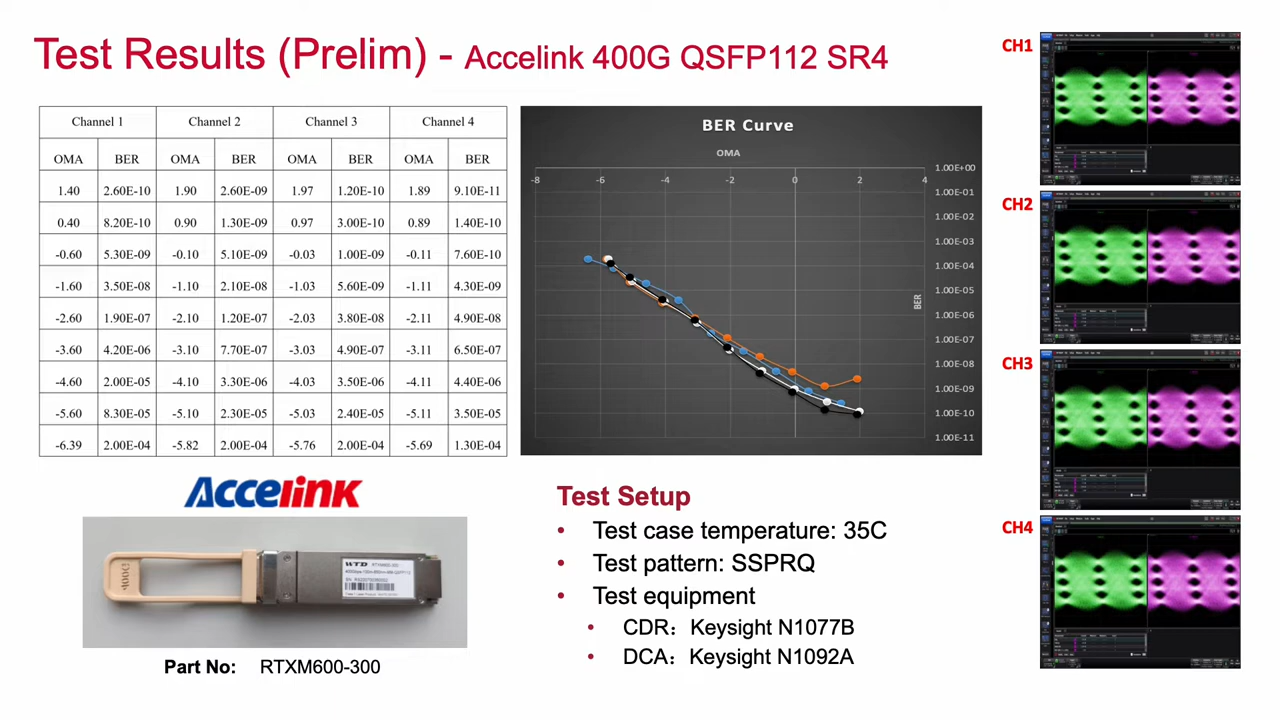 Test Results (Prelim) - Accelink 400G QSFP112 SR4
Channel 1 Channel 2 Channel 3 Channel 4
OMA BER OMA BER OMA BER OMA BER
1.40 2.60E-10 1.90 2.60E-09 1.97 1.20E-10 1.89 9.10E-11
0.40 8.20E-10 0.90 1.30E-09 0.97 3.00E-10 0.89 1.40E-10
-0.60 5.30E-09 -0.10 5.10E-09 -0.03 1.00E-09 -0.11 7.60E-10
-1.60 3.50E-08 -1.10 2.10E-08 -1.03 5.60E-09 -1.11 4.30E-09
-2.60 1.90E-07 -2.10 1.20E-07 -2.03 -2.11 4.90E-08
-3.60 4.20E-06 -3.10 7.70E-07 -3.03 4.90E-07 -3.11 6.50E-07
-4.60 2.00E-05 -4.10 3.30E-06 -4.03 3.50E-06 -4.11 4.40E-06
-5.60 8.30E-05 -5.10 2.30E-05 -5.03 2.40E-05 -5.11 3.50E-05
-6.39 2.00E-04 -5.82 2.00E-04 -5.76 2.00E-04 -5.69 1.30E-04
BER Curve
OMA
-8 -6 -4 -2 0 2 4
1.00E+00
1.00E-01
1.00E-02
1.00E-03
1.00E-04
1.00E-05
1.00E-06
1.00E-07
1.00E-08
1.00E-09
1.00E-10
1.00E-11
BER
CH1
CH2
CH3
CH4
Accelink
WTD RTXM600-300
Part No: RTXM600-300
Test Setup
• Test case temperature: 35C
• Test pattern: SSPRQ
• Test equipment
• CDR：Keysight N1077B
• DCA：Keysight N1092A